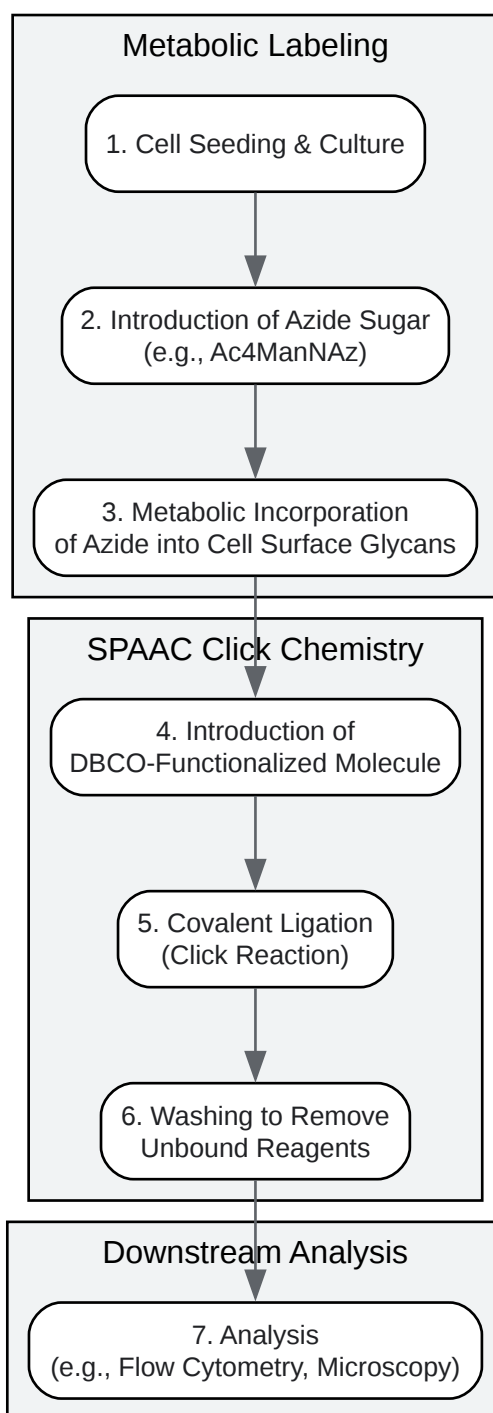 Metabolic Labeling
1. Cell Seeding & Culture
2. Introduction of Azide Sugar
(e.g., Ac4ManNAz)
3. Metabolic Incorporation
of Azide into Cell Surface Glycans
SPAAC Click Chemistry
4. Introduction of
DBCO-Functionalized Molecule
5. Covalent Ligation
(Click Reaction)
6. Washing to Remove
Unbound Reagents
Downstream Analysis
7. Analysis
(e.g., Flow Cytometry, Microscopy)